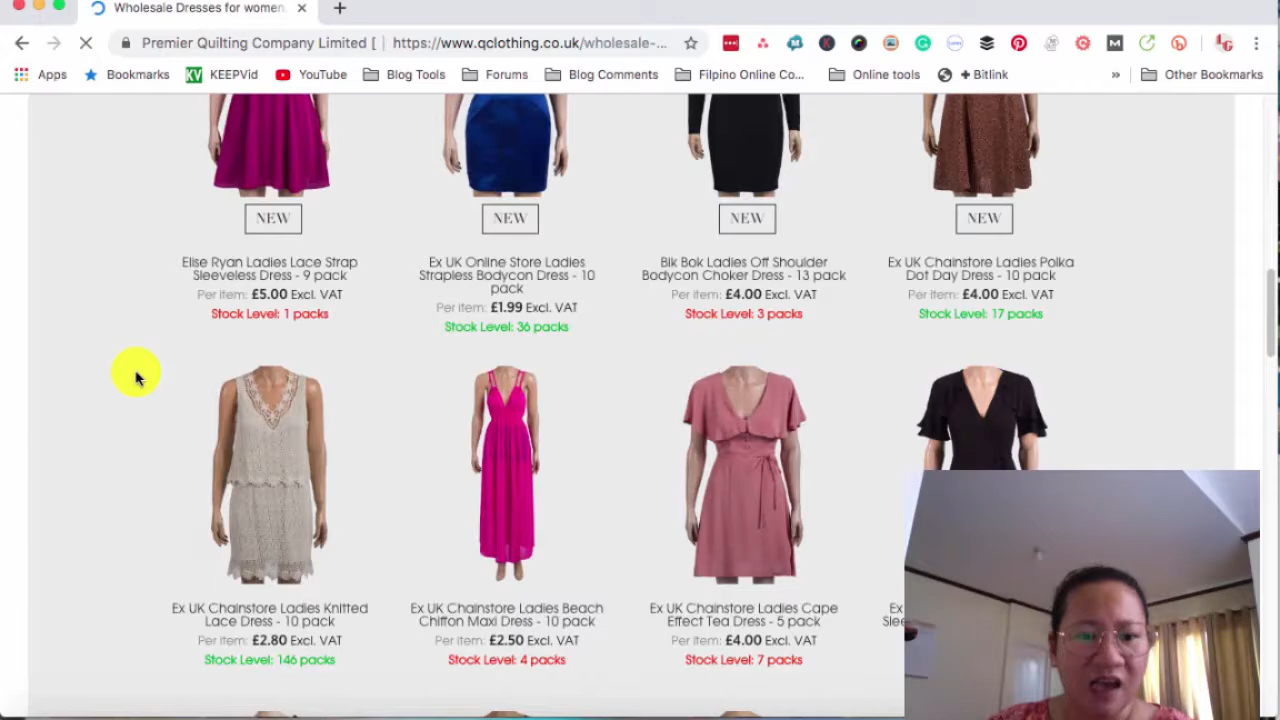 Wholesale Dresses for women
Premier Quilting Company Limited [ https://www.qclothing.co.uk/wholesale-...
Apps Bookmarks KEEPVid YouTube Blog Tools Forums Blog Comments Filpino Online Co... Online tools + Bitlink » Other Bookmarks
NEW NEW NEW NEW
Elise Ryan Ladies Lace Strap
Sleeveless Dress - 9 pack
Per item: £5.00 Excl. VAT
Stock Level: 1 packs
Ex UK Online Store Ladies
Strapless Bodycon Dress - 10
pack
Per item: £1.99 Excl. VAT
Stock Level: 36 packs
Bik Bok Ladies Off Shoulder
Bodycon Choker Dress - 13 pack
Per item: £4.00 Excl. VAT
Stock Level: 3 packs
Ex UK Chainstore Ladies Polka
Dot Day Dress - 10 pack
Per item: £4.00 Excl. VAT
Stock Level: 17 packs
Ex UK Chainstore Ladies Knitted
Lace Dress - 10 pack
Per item: £2.80 Excl. VAT
Stock Level: 146 packs
Ex UK Chainstore Ladies Beach
Chiffon Maxi Dress - 10 pack
Per item: £2.50 Excl. VAT
Stock Level: 4 packs
Ex UK Chainstore Ladies Cape
Effect Tea Dress - 5 pack
Per item: £4.00 Excl. VAT
Stock Level: 7 packs
Ex